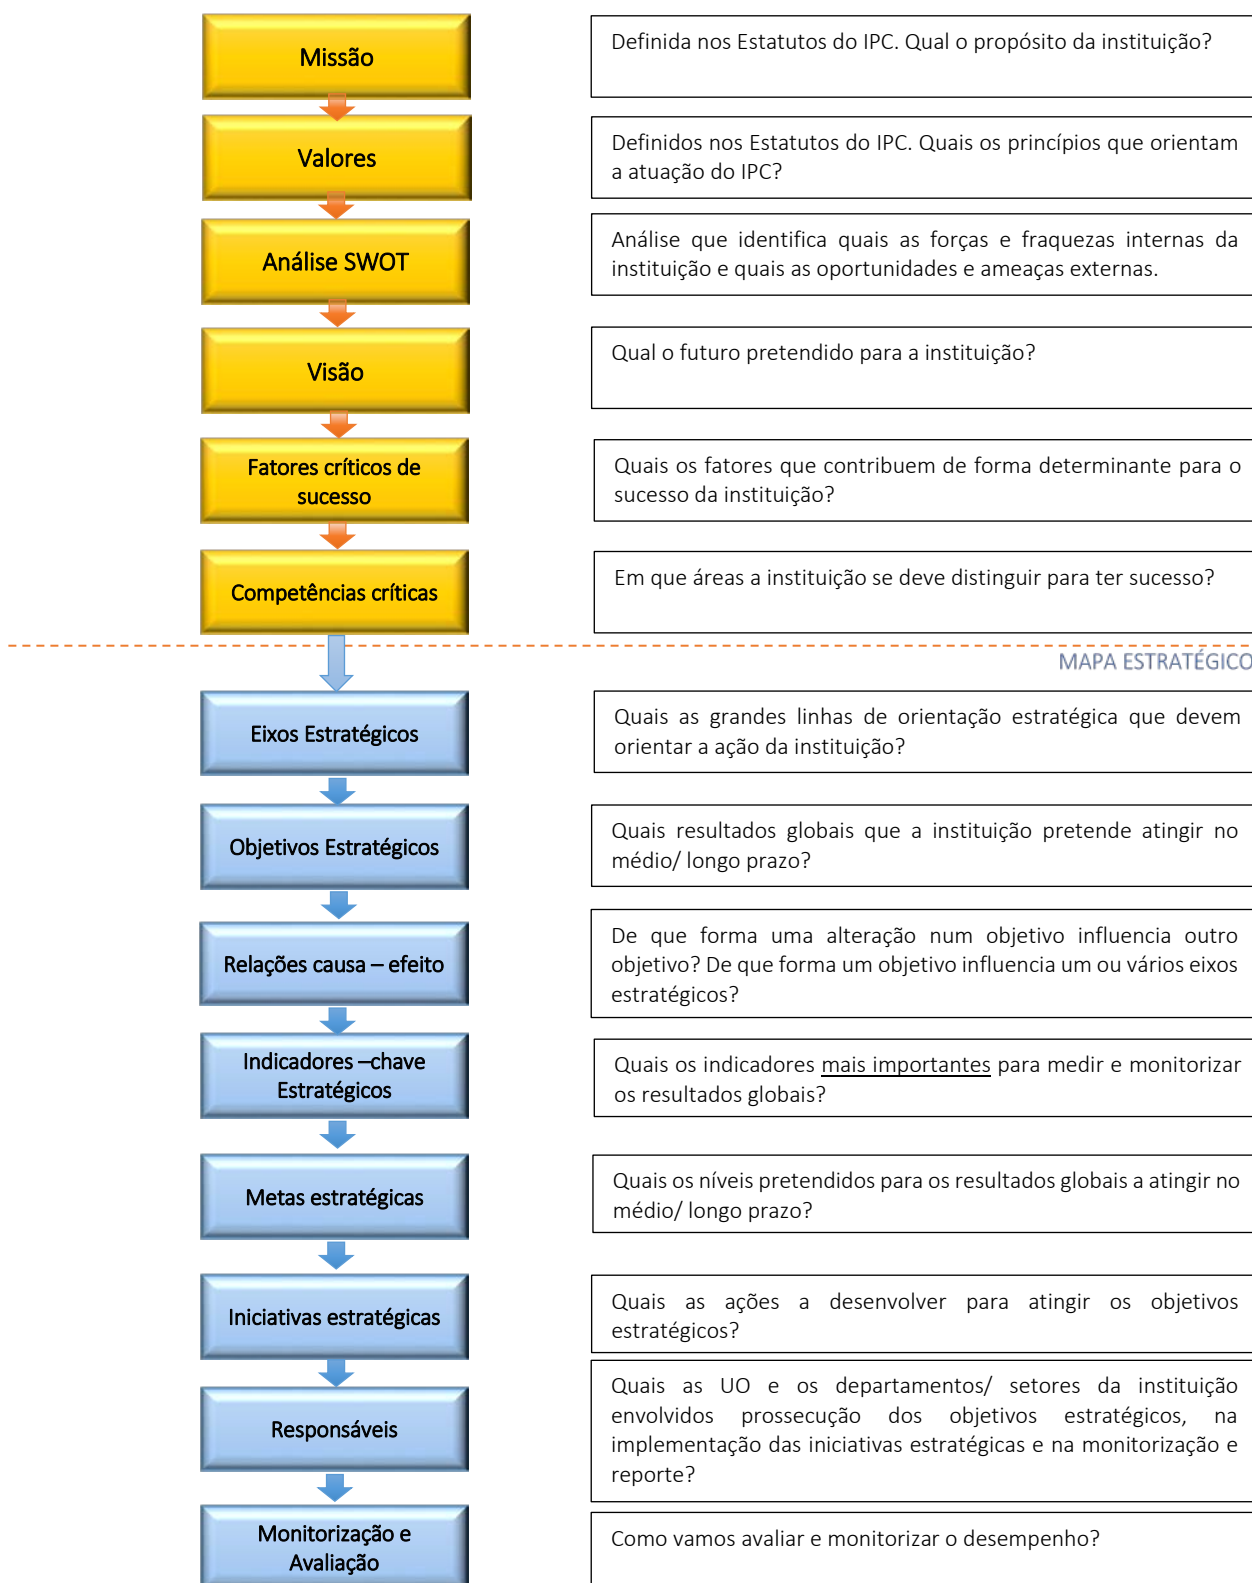 Missão
Definida nos Estatutos do IPC. Qual o propósito da instituição?
Valores
Definidos nos Estatutos do IPC. Quais os princípios que orientam
a atuação do IPC?
Análise SWOT
Análise que identifica quais as forças e fraquezas internas da
instituição e quais as oportunidades e ameaças externas.
Visão
Qual o futuro pretendido para a instituição?
Fatores críticos de
sucesso
Quais os fatores que contribuem de forma determinante para o
sucesso da instituição?
Competências críticas
Em que áreas a instituição se deve distinguir para ter sucesso?
MAPA ESTRATÉGICO
Eixos Estratégicos
Quais as grandes linhas de orientação estratégica que devem
orientar a ação da instituição?
Objetivos Estratégicos
Quais resultados globais que a instituição pretende atingir no
médio/ longo prazo?
Relações causa – efeito
De que forma uma alteração num objetivo influencia outro
objetivo? De que forma um objetivo influencia um ou vários eixos
estratégicos?
Indicadores –chave
Estratégicos
Quais os indicadores mais importantes para medir e monitorizar
os resultados globais?
Metas estratégicas
Quais os níveis pretendidos para os resultados globais a atingir no
médio/ longo prazo?
Iniciativas estratégicas
Quais as ações a desenvolver para atingir os objetivos
estratégicos?
Responsáveis
Quais as UO e os departamentos/ setores da instituição
envolvidos prossecução dos objetivos estratégicos, na
implementação das iniciativas estratégicas e na monitorização e
reporte?
Monitorização e
Avaliação
Como vamos avaliar e monitorizar o desempenho?